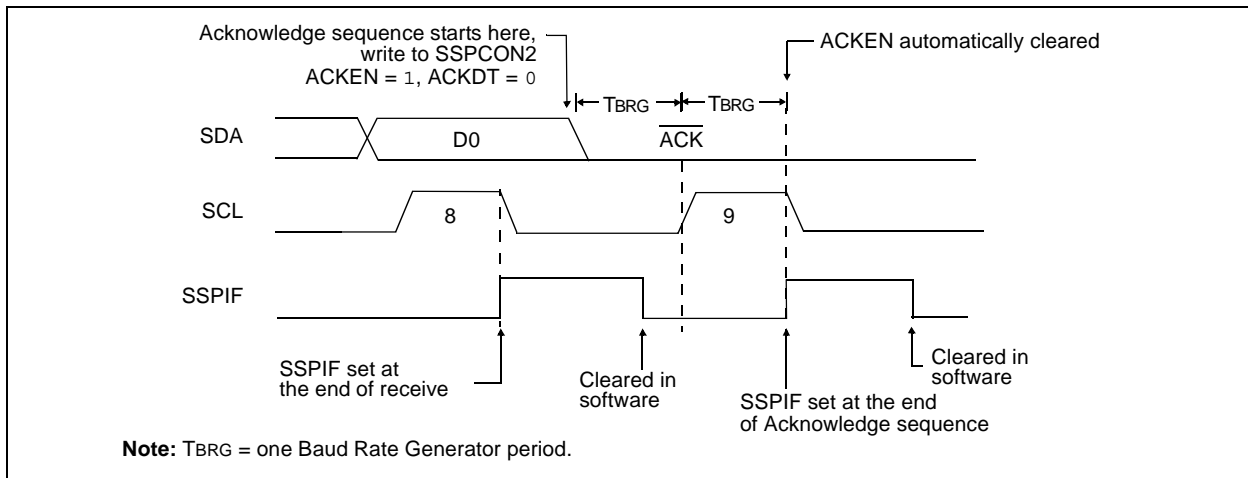 Acknowledge sequence starts here,
write to SSPCON2
ACKEN = 1, ACKDT = 0
ACKEN automatically cleared
TBRG
TBRG
SDA
D0
ACK
SCL
8
9
SSPIF
SSPIF set at
the end of receive
Cleared in
software
SSPIF set at the end
of Acknowledge sequence
Cleared in
software
Note: TBRG = one Baud Rate Generator period.